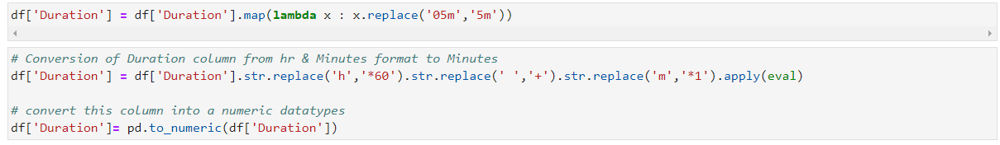 df['Duration'] = df['Duration'].map(lambda x : x.replace('05m','5m'))
# Conversion of Duration column from hr & Minutes format to Minutes
df['Duration'] = df['Duration'].str.replace('h','*60').str.replace(' ','+').str.replace('m','*1').apply(eval)
# convert this column into a numeric datatypes
df['Duration']= pd.to_numeric(df['Duration'])